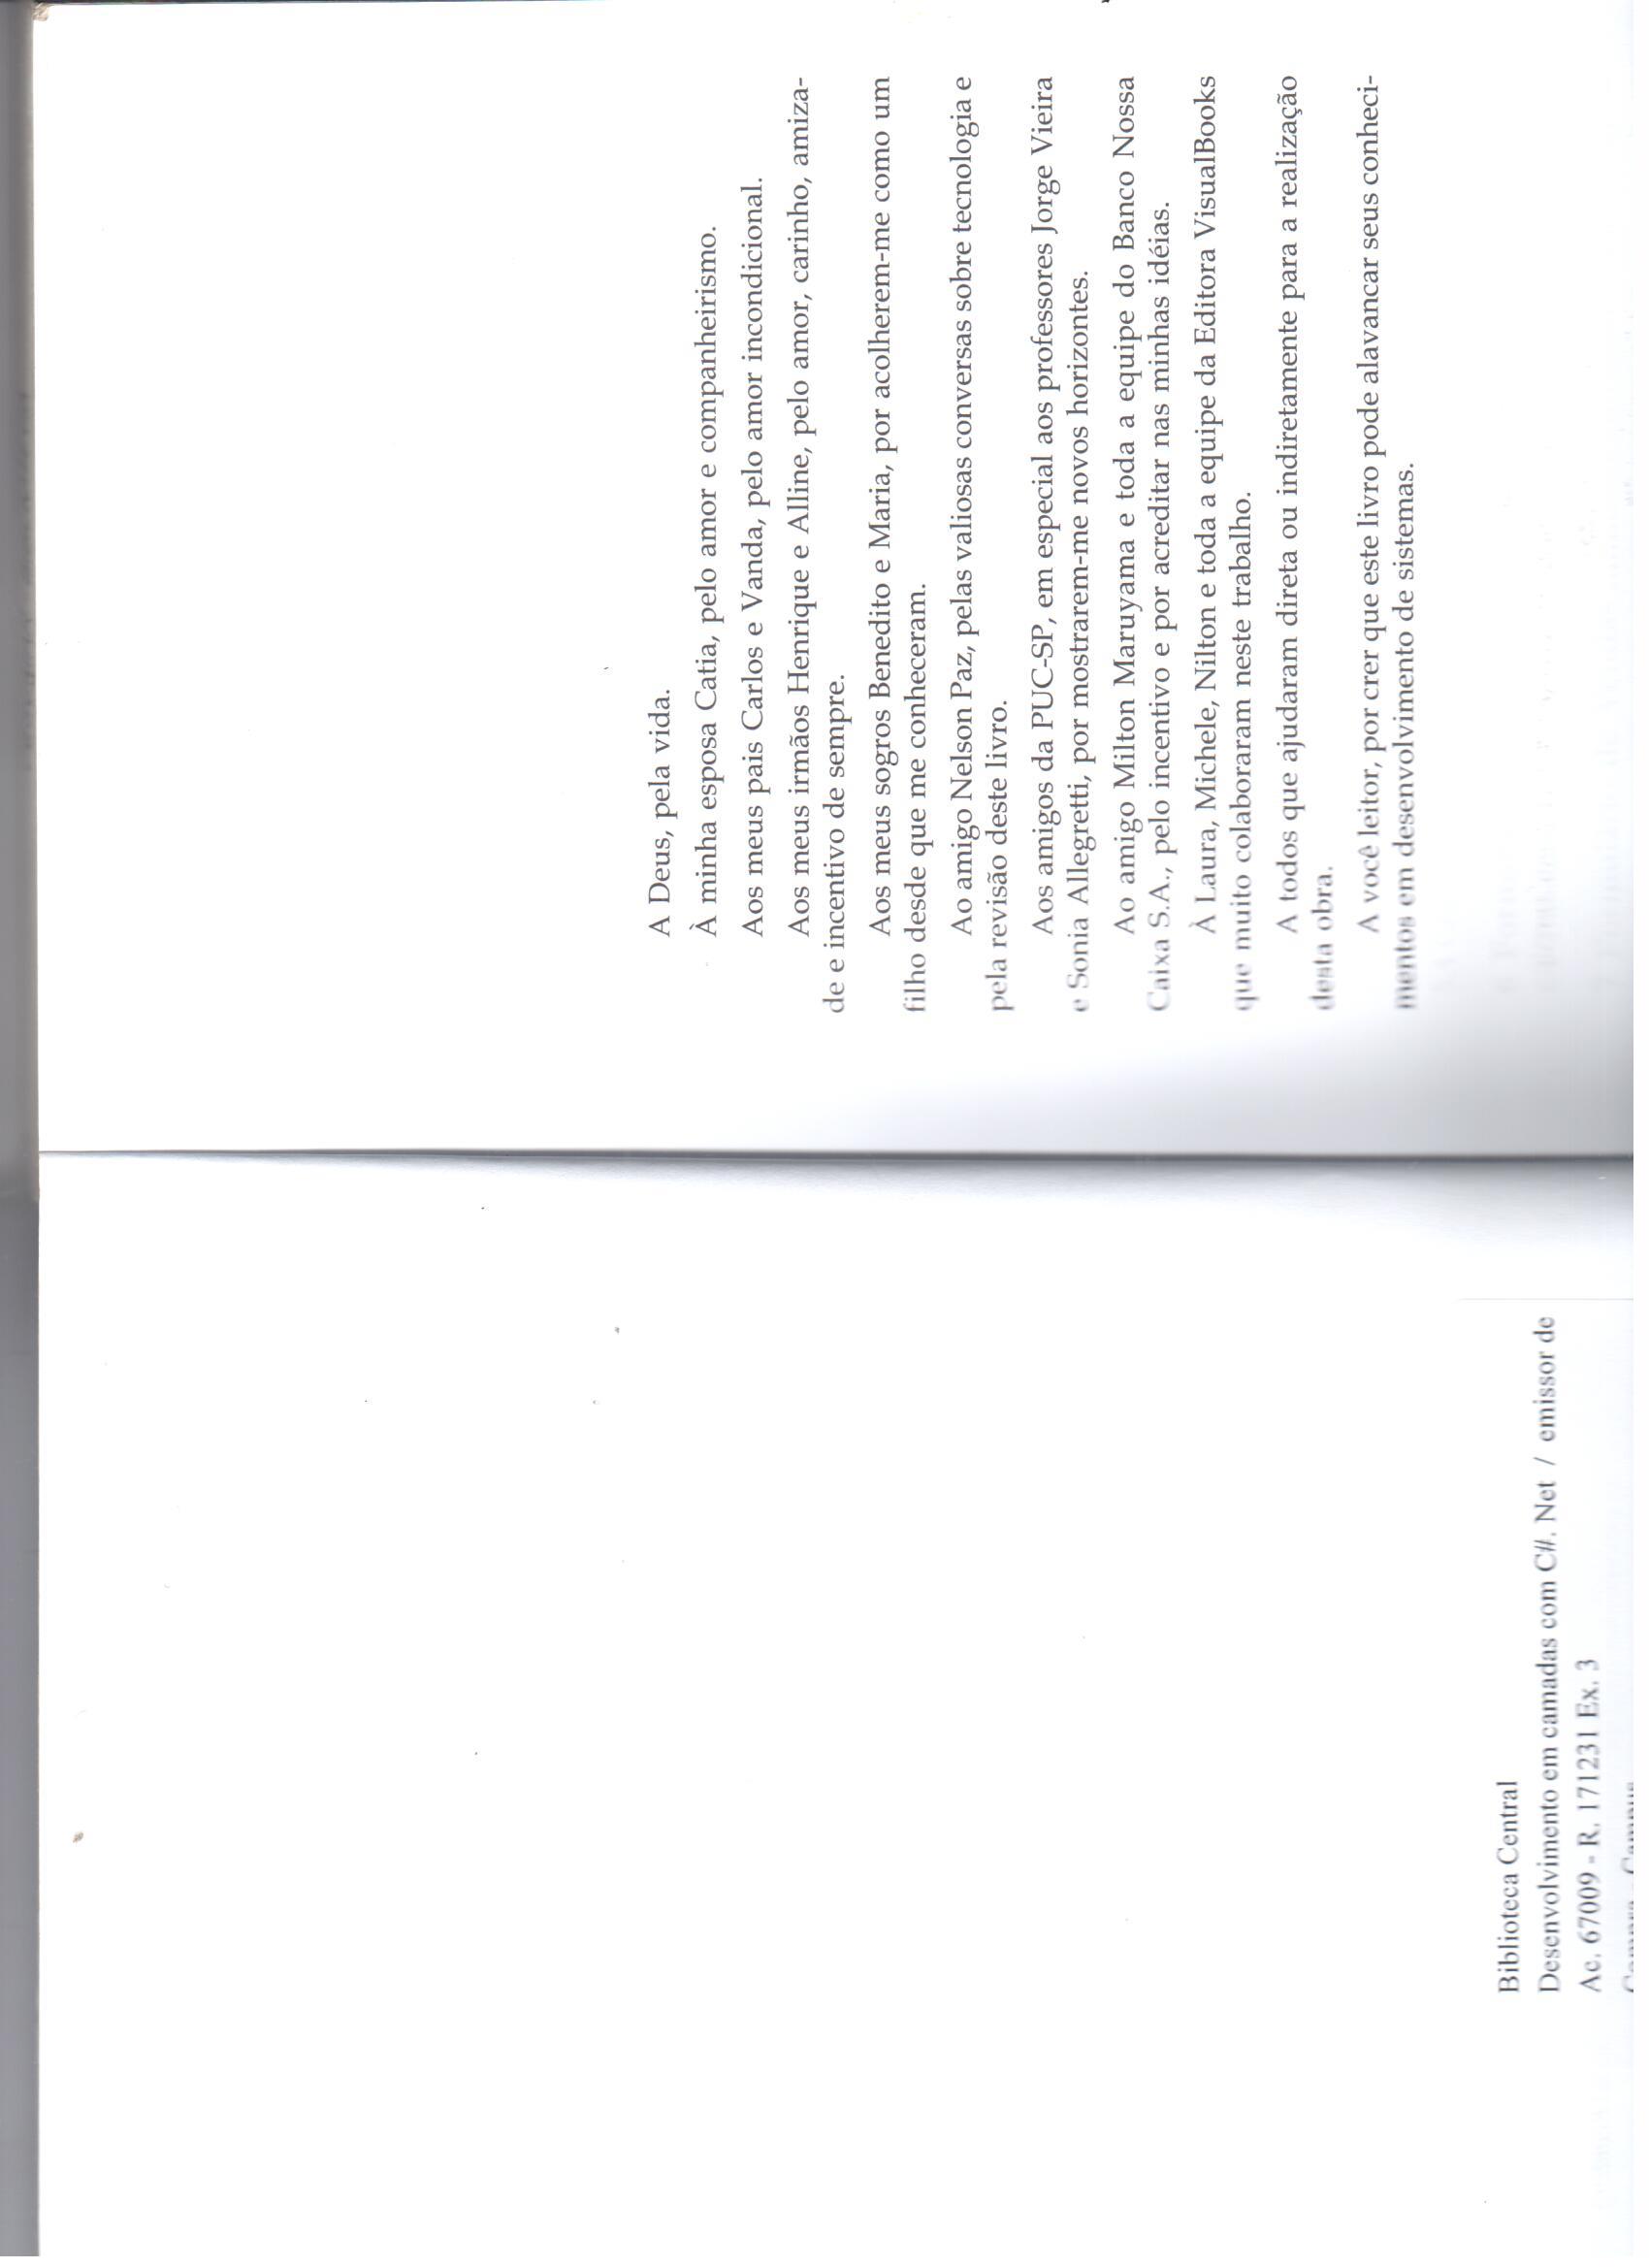 Biblioteca Central
Desenvolvimento em camadas com C#. Net / emissor de
Ac. 67009 - R. 171231 Ex. 3
A Deus, pela vida.
À minha esposa Catia, pelo amor e companheirismo.
Aos meus pais Carlos e Vanda, pelo amor incondicional.
Aos meus irmãos Henrique e Alline, pelo amor, carinho, amiza-
de e incentivo de sempre.
Aos meus sogros Benedito e Maria, por acolherem-me como um
filho desde que me conheceram.
Ao amigo Nelson Paz, pelas valiosas conversas sobre tecnologia e
pela revisão deste livro.
Aos amigos da PUC-SP, em especial aos professores Jorge Vieira
e Sonia Allegretti, por mostrarem-me novos horizontes.
Ao amigo Milton Maruyama e toda a equipe do Banco Nossa
Caixa S.A., pelo incentivo e por acreditar nas minhas idéias.
À Laura, Michele, Nilton e toda a equipe da Editora VisualBooks
que muito colaboraram neste trabalho.
A todos que ajudaram direta ou indiretamente para a realização
desta obra.
A você leitor, por crer que este livro pode alavancar seus conheci-
mentos em desenvolvimento de sistemas.